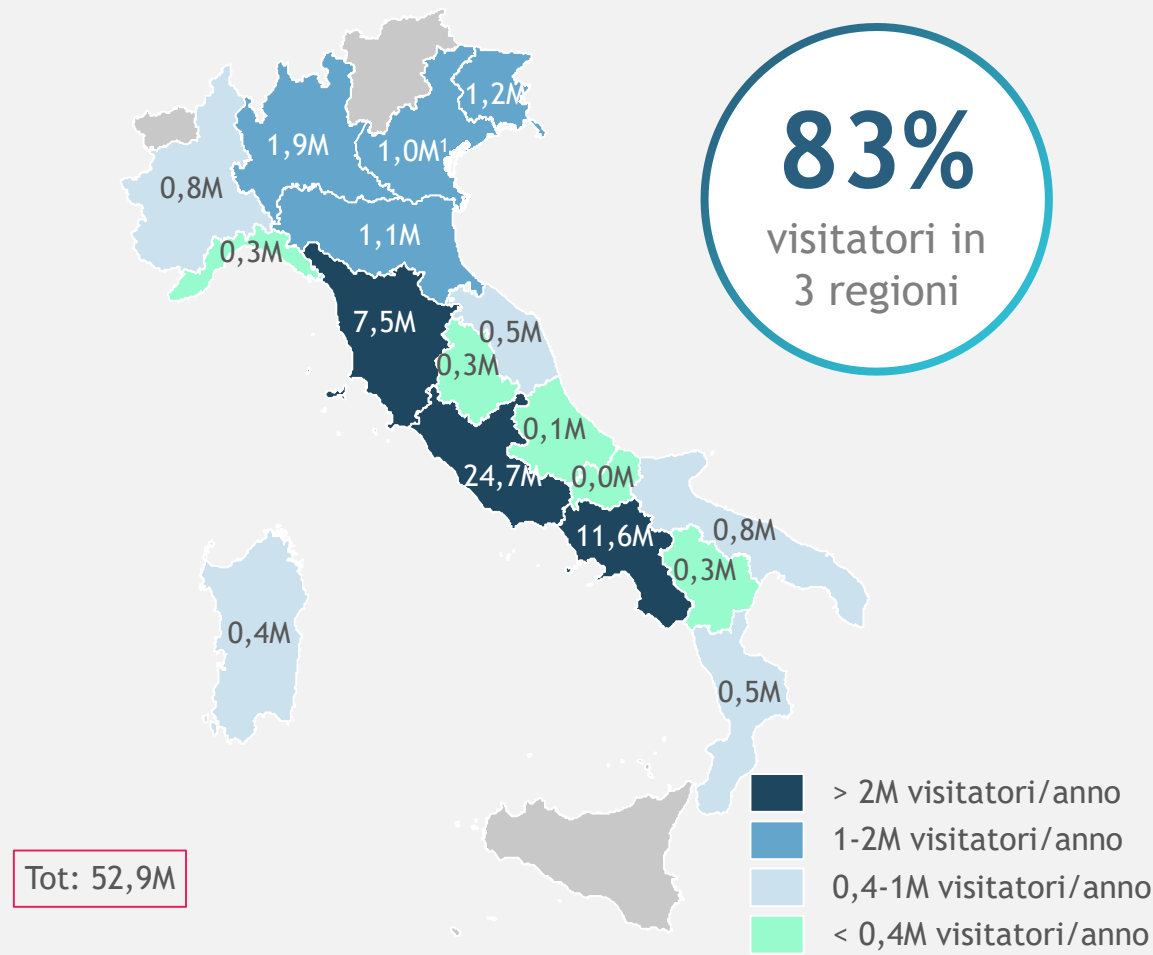 1,2M
1,9M
1,0M¹
0,8M
1,1M
0,3M
7,5M
0,5M
0,3M
0,1M
24,7M
0,0M
11,6M
0,8M
0,3M
0,4M
0,5M
83%
visitatori in
3 regioni
> 2M visitatori/anno
1-2M visitatori/anno
0,4-1M visitatori/anno
< 0,4M visitatori/anno
Tot: 52,9M